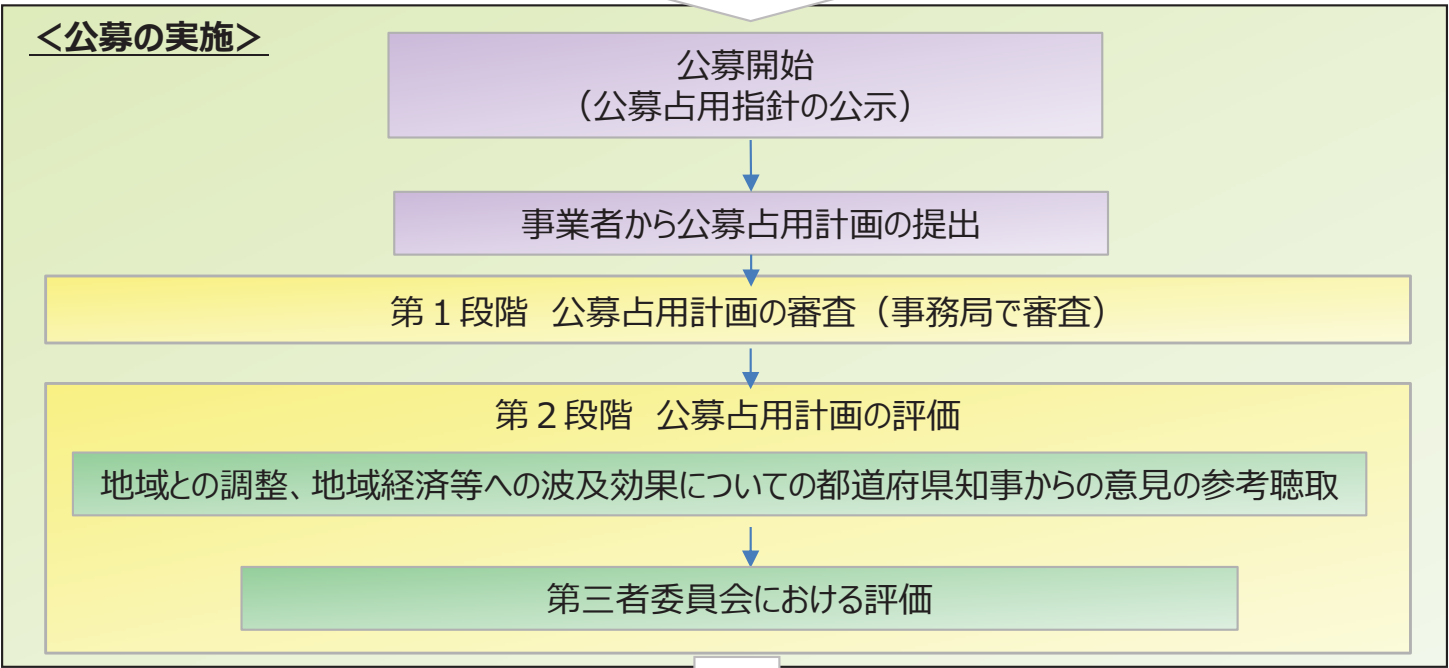 ＜公募の実施＞
公募開始
（公募占用指針の公示）
事業者から公募占用計画の提出
第１段階 公募占用計画の審査（事務局で審査）
第２段階 公募占用計画の評価
地域との調整、地域経済等への波及効果についての都道府県知事からの意見の参考聴取
第三者委員会における評価